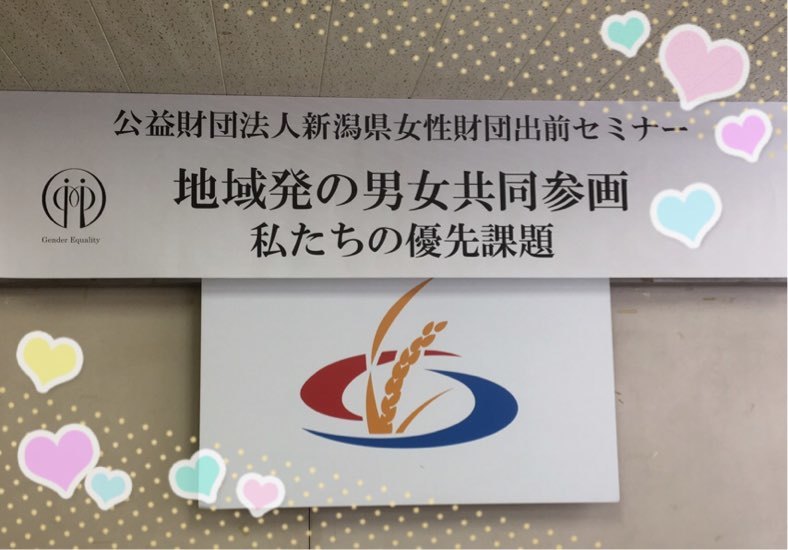 公益財団法人新潟県女性財団出前セミナー
地域発の男女共同参画
私たちの優先課題
Gender Equality